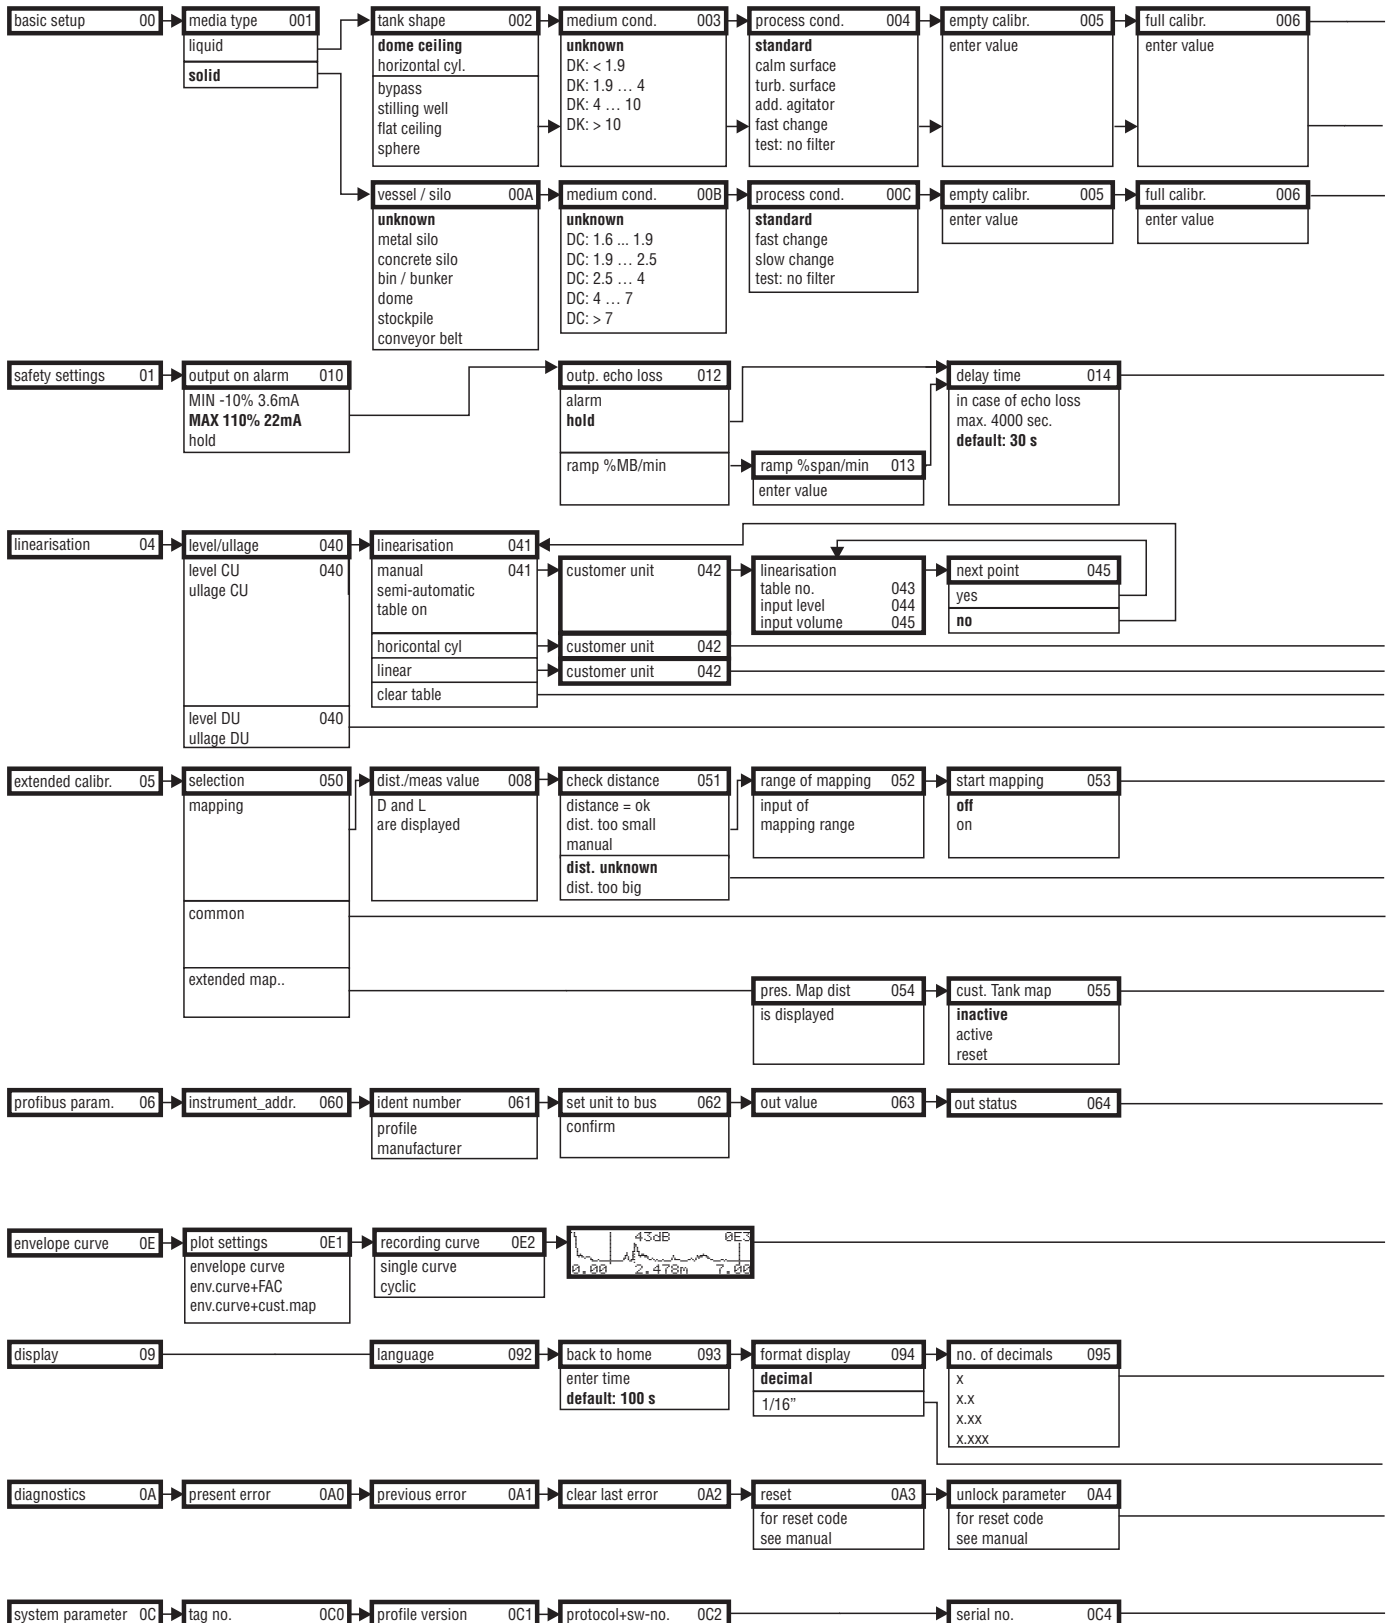 basic setup 00
media type 001
liquid
solid
tank shape 002
dome ceiling
horizontal cyl.
bypass
stilling well
flat ceiling
sphere
medium cond. 003
unknown
DK: < 1.9
DK: 1.9 … 4
DK: 4 … 10
DK: > 10
process cond. 004
standard
calm surface
turb. surface
add. agitator
fast change
test: no filter
empty calibr. 005
enter value
full calibr. 006
enter value
vessel / silo 00A
unknown
metal silo
concrete silo
bin / bunker
dome
stockpile
conveyor belt
medium cond. 00B
unknown
DC: 1.6 ... 1.9
DC: 1.9 … 2.5
DC: 2.5 … 4
DC: 4 … 7
DC: > 7
process cond. 00C
standard
fast change
slow change
test: no filter
empty calibr. 005
enter value
full calibr. 006
enter value
safety settings 01
output on alarm 010
MIN -10% 3.6mA
MAX 110% 22mA
hold
outp. echo loss 012
alarm
hold
ramp %MB/min
ramp %span/min 013
enter value
delay time 014
in case of echo loss
max. 4000 sec.
default: 30 s
linearisation 04
level/ullage 040
level CU 040
ullage CU
level DU 040
ullage DU
linearisation 041
manual 041
semi-automatic
table on
horicontal cyl
linear
clear table
customer unit 042
customer unit 042
customer unit 042
linearisation
table no. 043
input level 044
input volume 045
next point 045
yes
no
extended calibr. 05
selection 050
mapping
common
extended map..
dist./meas value 008
D and L
are displayed
check distance 051
distance = ok
dist. too small
manual
dist. unknown
dist. too big
range of mapping 052
input of
mapping range
start mapping 053
off
on
pres. Map dist 054
is displayed
cust. Tank map 055
inactive
active
reset
profibus param. 06
instrument_addr. 060
ident number 061
profile
manufacturer
set unit to bus 062
confirm
out value 063
out status 064
envelope curve 0E
plot settings 0E1
envelope curve
env.curve+FAC
env.curve+cust.map
recording curve 0E2
single curve
cyclic
43dB 0E3
0.00 2.478m 7.00
display 09
language 092
back to home 093
enter time
default: 100 s
format display 094
decimal
1/16”
no. of decimals 095
x
x.x
x.xx
x.xxx
diagnostics 0A
present error 0A0
previous error 0A1
clear last error 0A2
reset 0A3
for reset code
see manual
unlock parameter 0A4
for reset code
see manual
system parameter 0C
tag no. 0C0
profile version 0C1
protocol+sw-no. 0C2
serial no. 0C4